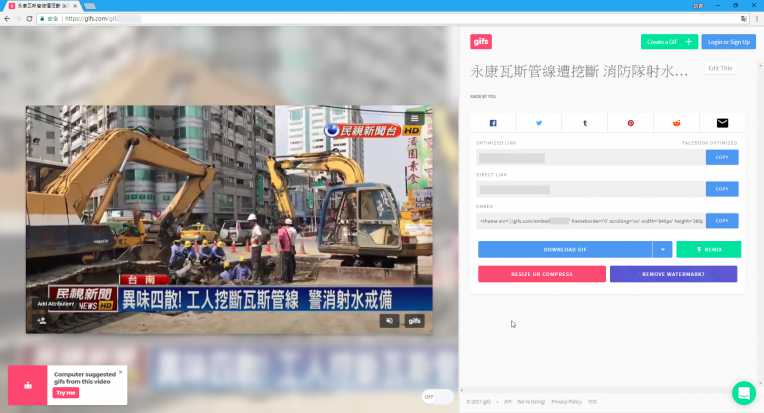 永康瓦斯管線遭挖斷
安全
https://gifs.com/gif
gifs
Create a GIF +
Login or Sign Up
永康瓦斯管線遭挖斷 消防隊射水...
Edit Title
MADE BY YOU
OPTIMIZED LINK
FACEBOOK OPTIMIZED
COPY
DIRECT LINK
COPY
EMBED
COPY
DOWNLOAD GIF
REMIX
RESIZE OR COMPRESS
REMOVE WATERMARK?
民視新聞台HD
台南
民視新聞
NEWS HD
異味四散! 工人挖斷瓦斯管線 警消射水戒備
Add Attribution
gifs
Computer suggested
gifs from this video
Try me
OFF
© 2017 gifs
API
We're Hiring!
Privacy Policy
TOS